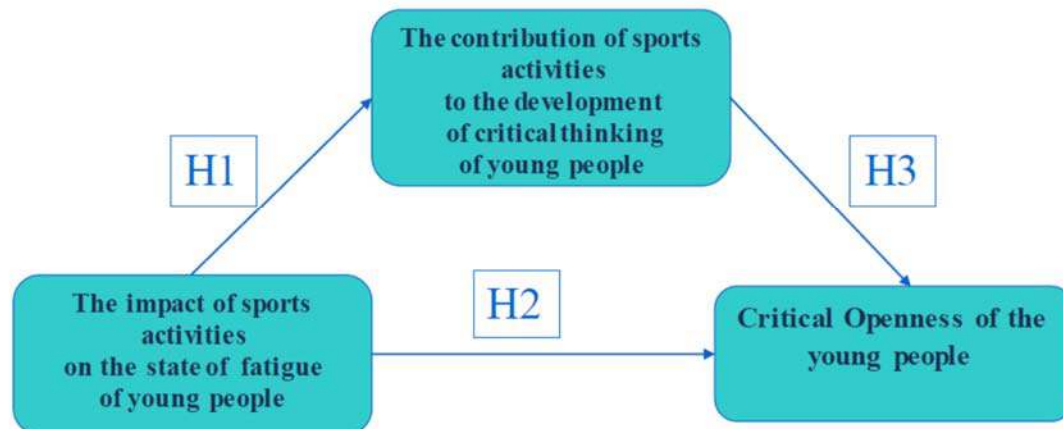 The contribution of sports
activities
to the development
of critical thinking
of young people
H1
H3
The impact of sports
activities
on the state of fatigue
of young people
H2
Critical Openness of the
young people